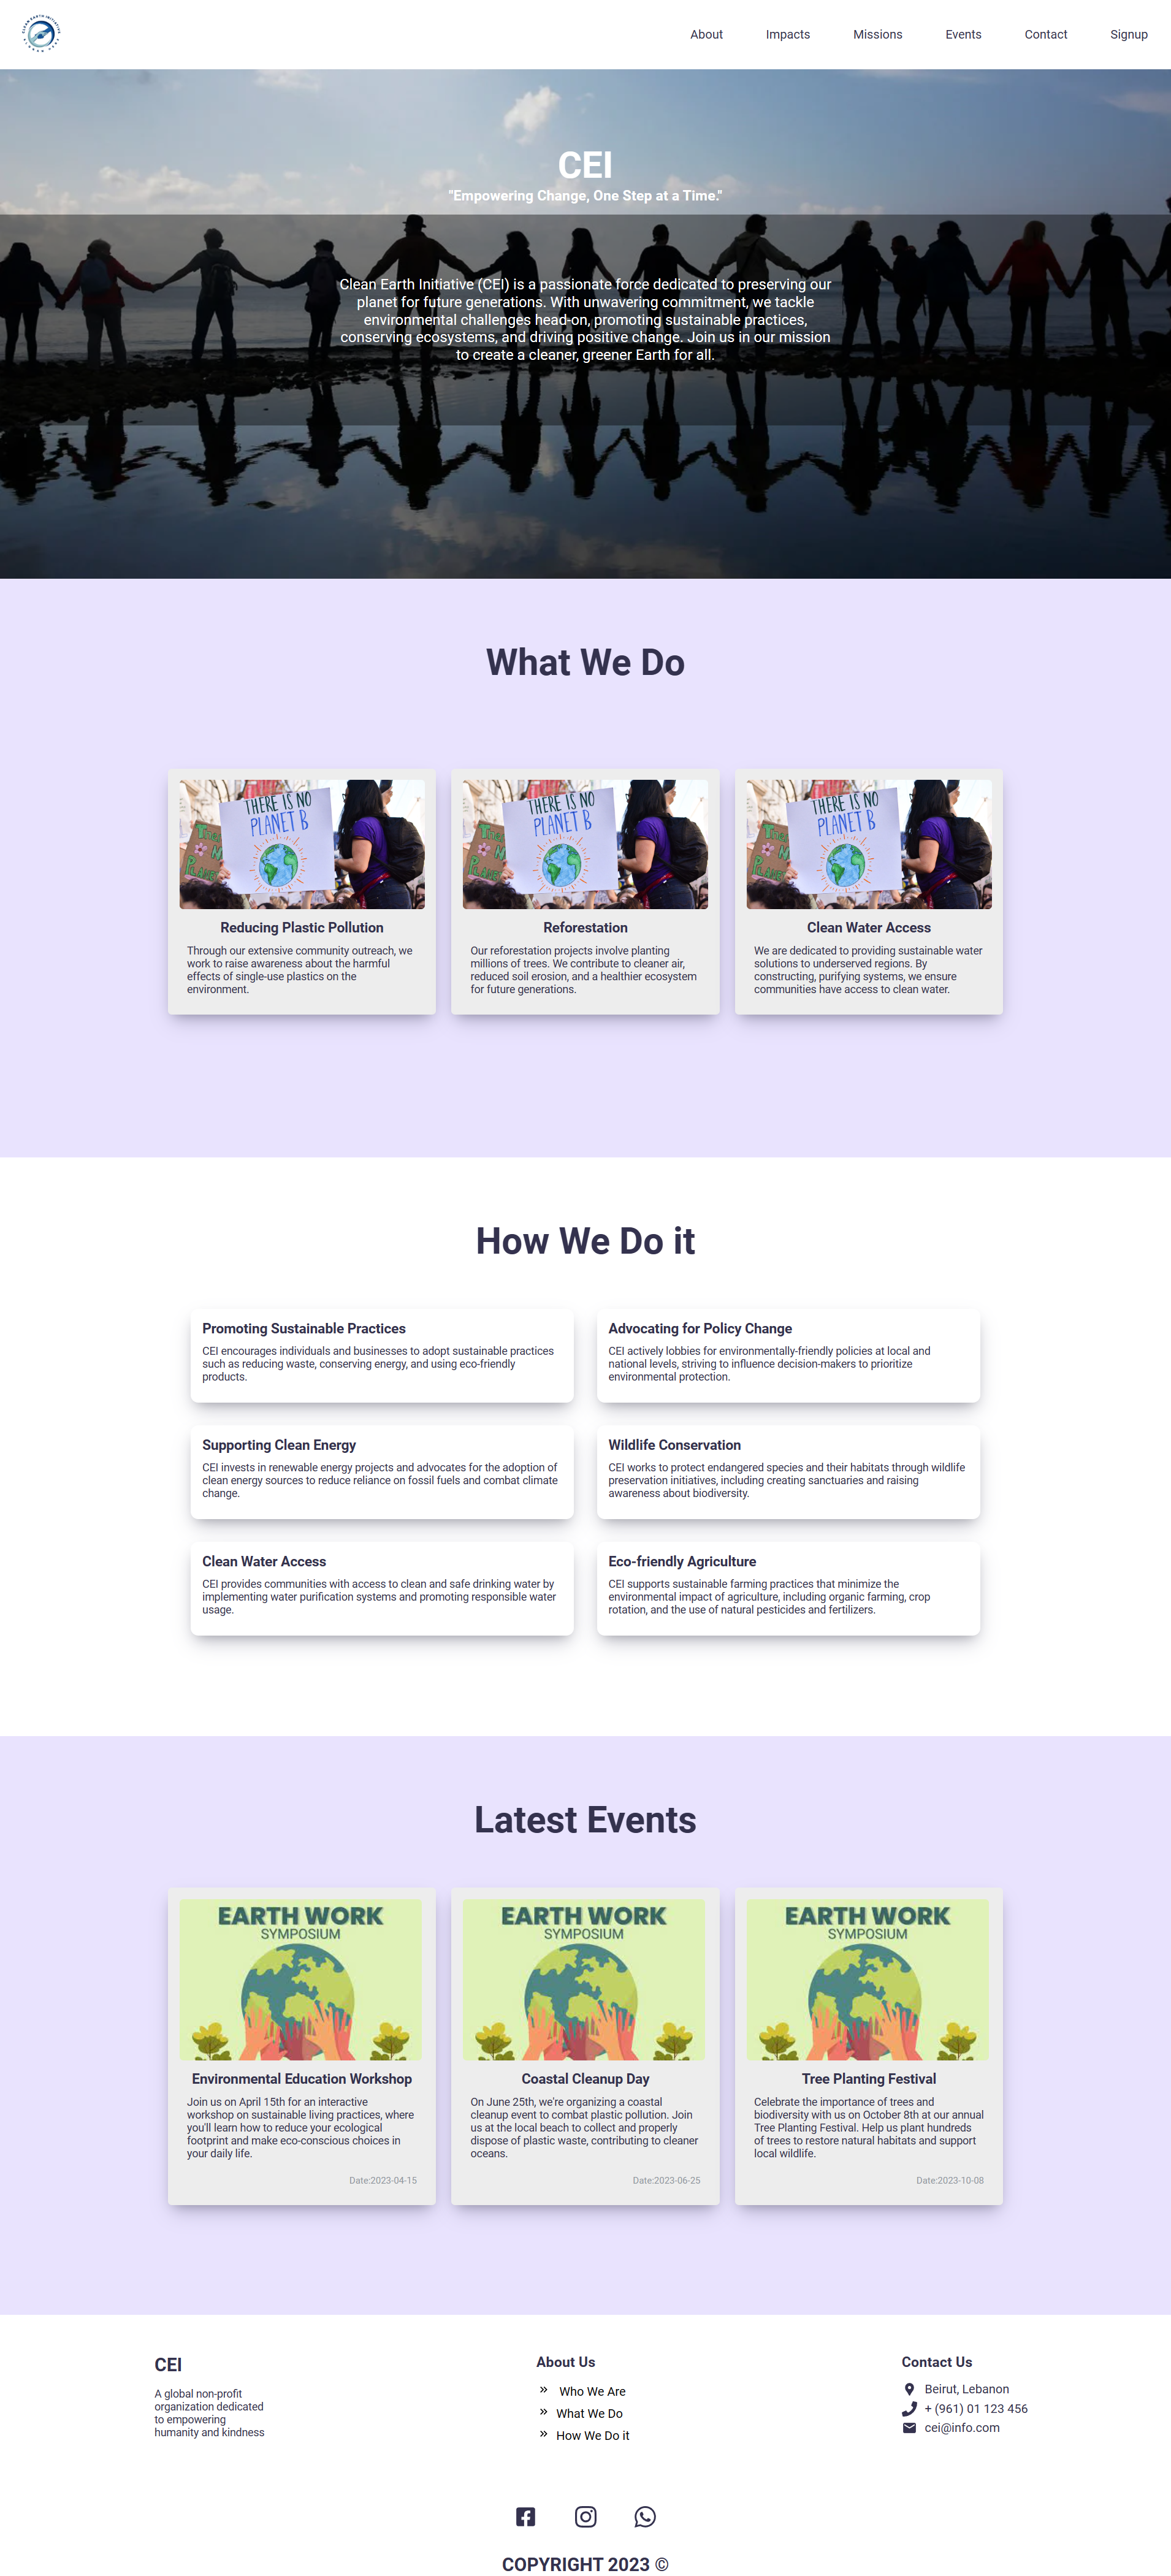 CLEAN EARTH INITIATIVE
About
Impacts
Missions
Events
Contact
Signup
CEI
"Empowering Change, One Step at a Time."
Clean Earth Initiative (CEI) is a passionate force dedicated to preserving our
planet for future generations. With unwavering commitment, we tackle
environmental challenges head-on, promoting sustainable practices,
conserving ecosystems, and driving positive change. Join us in our mission
to create a cleaner, greener Earth for all.
What We Do
THERE IS NO
PLANET B
Reducing Plastic Pollution
Through our extensive community outreach, we
work to raise awareness about the harmful
effects of single-use plastics on the
environment.
THERE IS NO
PLANET B
Reforestation
Our reforestation projects involve planting
millions of trees. We contribute to cleaner air,
reduced soil erosion, and a healthier ecosystem
for future generations.
THERE IS NO
PLANET B
Clean Water Access
We are dedicated to providing sustainable water
solutions to underserved regions. By
constructing, purifying systems, we ensure
communities have access to clean water.
How We Do it
Promoting Sustainable Practices
CEI encourages individuals and businesses to adopt sustainable practices
such as reducing waste, conserving energy, and using eco-friendly
products.
Advocating for Policy Change
CEI actively lobbies for environmentally-friendly policies at local and
national levels, striving to influence decision-makers to prioritize
environmental protection.
Supporting Clean Energy
CEI invests in renewable energy projects and advocates for the adoption of
clean energy sources to reduce reliance on fossil fuels and combat climate
change.
Wildlife Conservation
CEI works to protect endangered species and their habitats through wildlife
preservation initiatives, including creating sanctuaries and raising
awareness about biodiversity.
Clean Water Access
CEI provides communities with access to clean and safe drinking water by
implementing water purification systems and promoting responsible water
usage.
Eco-friendly Agriculture
CEI supports sustainable farming practices that minimize the
environmental impact of agriculture, including organic farming, crop
rotation, and the use of natural pesticides and fertilizers.
Latest Events
EARTH WORK
SYMPOSIUM
Environmental Education Workshop
Join us on April 15th for an interactive
workshop on sustainable living practices, where
you'll learn how to reduce your ecological
footprint and make eco-conscious choices in
your daily life.
Date:2023-04-15
EARTH WORK
SYMPOSIUM
Coastal Cleanup Day
On June 25th, we're organizing a coastal
cleanup event to combat plastic pollution. Join
us at the local beach to collect and properly
dispose of plastic waste, contributing to cleaner
oceans.
Date:2023-06-25
EARTH WORK
SYMPOSIUM
Tree Planting Festival
Celebrate the importance of trees and
biodiversity with us on October 8th at our annual
Tree Planting Festival. Help us plant hundreds
of trees to restore natural habitats and support
local wildlife.
Date:2023-10-08
CEI
A global non-profit
organization dedicated
to empowering
humanity and kindness
About Us
Who We Are
What We Do
How We Do it
Contact Us
Beirut, Lebanon
+ (961) 01 123 456
cei@info.com
COPYRIGHT 2023 ©